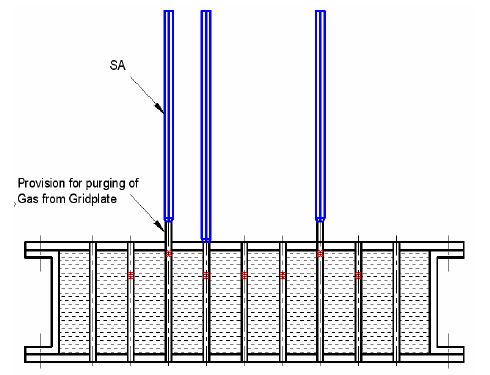 SA
Provision for purging of
Gas from Gridplate